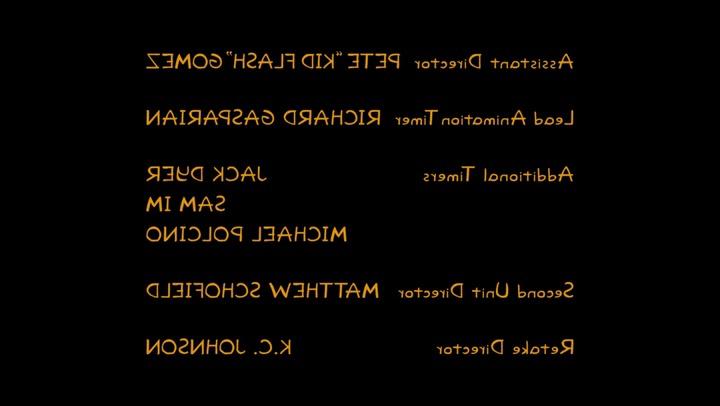 Assistant Director PETE "KID FLASH" GOMEZ
Lead Animation Timer RICHARD GASPARIAN
Additional Timers JACK DYER
SAM IM
MICHAEL POLCINO
Second Unit Director MATTHEW SCHOFIELD
Retake Director K.C. JOHNSON